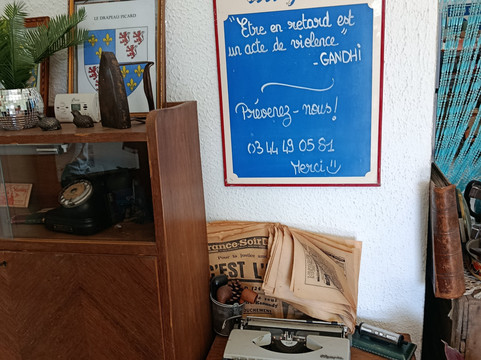 LE DRAPEAU PICARD
"Etre en retard est
un acte de violence"
- GANDHI
Prévenez-nous!
03 44 49 05 81
Merci
France-Soir
C'EST L